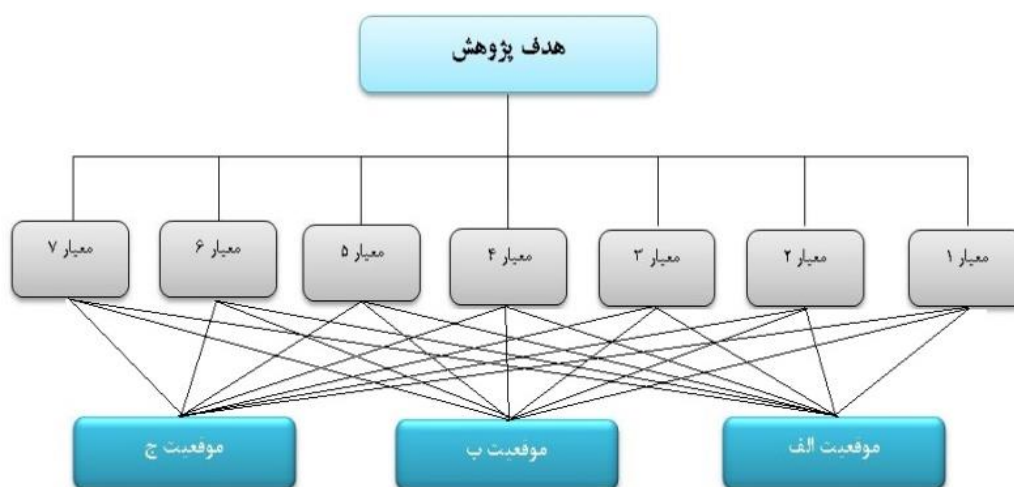 هدف پژوهش
معیار ۱
معیار ۲
معیار ۳
معیار ۴
معیار ۵
معیار ۶
معیار ۷
موقعیت الف
موقعیت ب
موقعیت ج